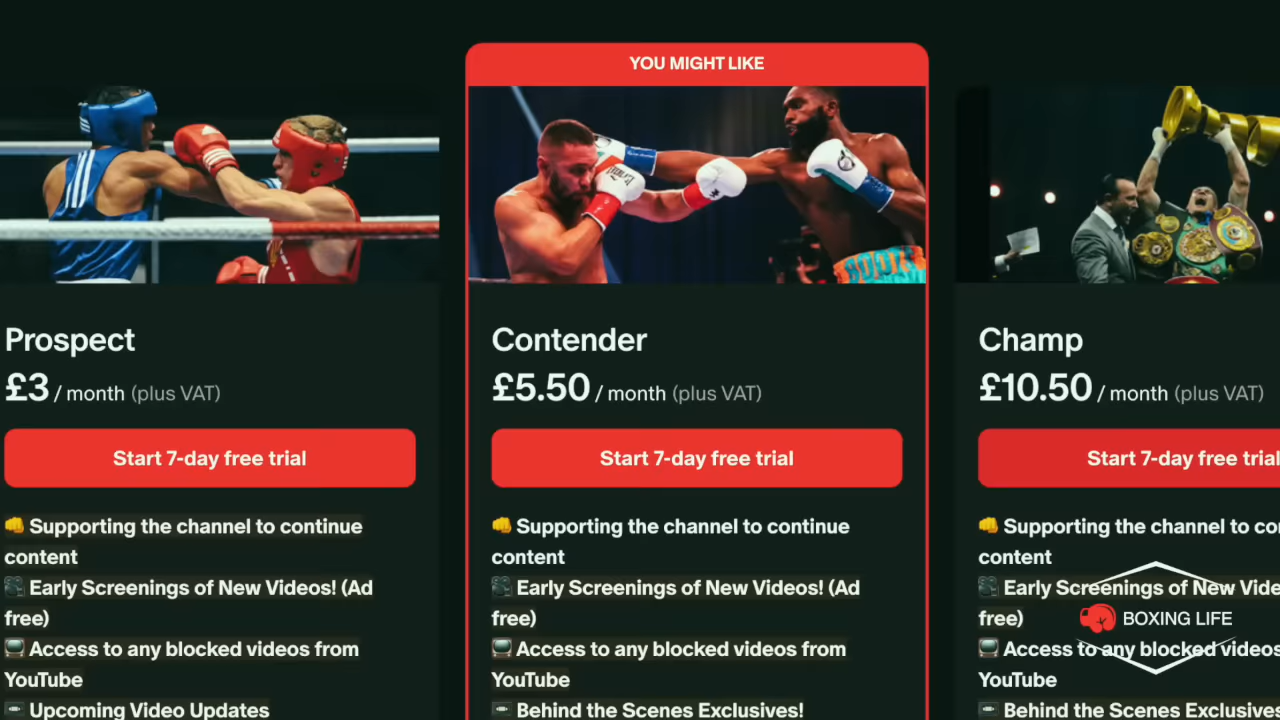 YOU MIGHT LIKE
Prospect
£3 / month (plus VAT)
Start 7-day free trial
👊 Supporting the channel to continue
content
🎥 Early Screenings of New Videos! (Ad
free)
📺 Access to any blocked videos from
YouTube
📼 Upcoming Video Updates
Contender
£5.50 / month (plus VAT)
Start 7-day free trial
👊 Supporting the channel to continue
content
🎥 Early Screenings of New Videos! (Ad
free)
📺 Access to any blocked videos from
YouTube
📼 Behind the Scenes Exclusives!
Champ
£10.50 / month (plus VAT)
Start 7-day free trial
👊 Supporting the channel to co
content
🎥 Early Screenings of New Vide
free)
📺 Access to any blocked videos
YouTube
📼 Behind the Scenes Exclusives
BOXING LIFE